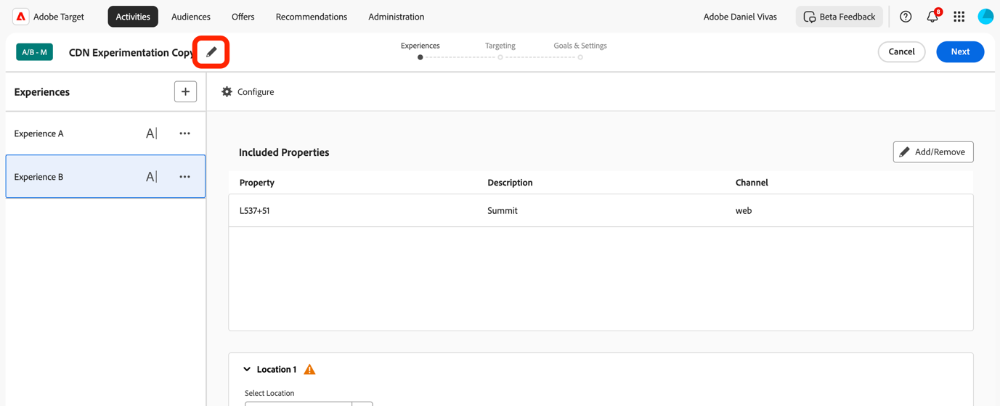 Adobe Target
Activities
Audiences
Offers
Recommendations
Administration
Adobe Daniel Vivas
Beta Feedback
8
A/B - M
CDN Experimentation Copy
Experiences
Targeting
Goals & Settings
Cancel
Next
Experiences
Configure
Experience A
A
Experience B
A
Included Properties
Add/Remove
Property Description Channel
L537+51 Summit web
Location 1
Select Location